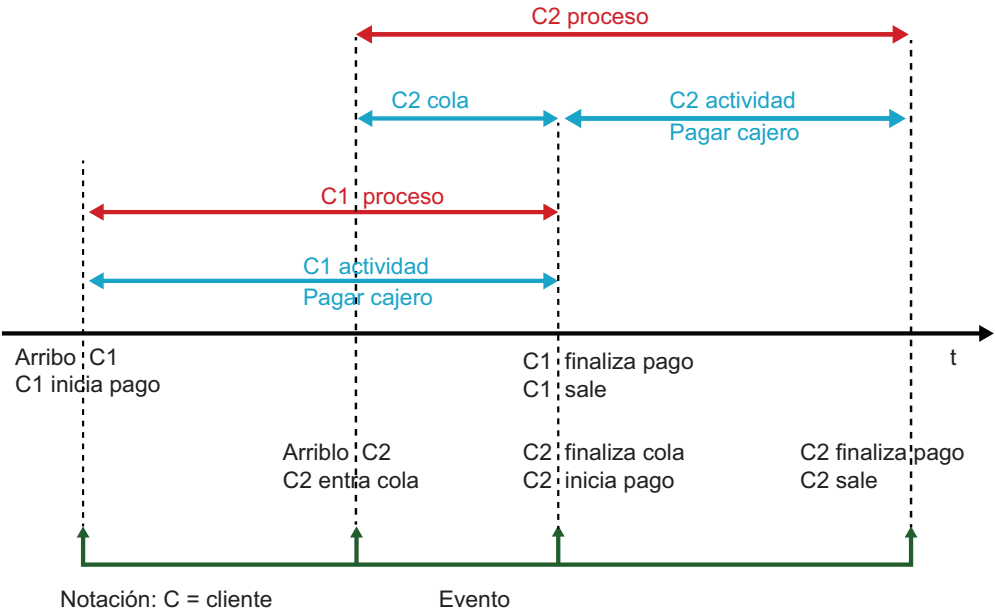 C2 proceso
C2 cola
C2 actividad
Pagar cajero
C1 proceso
C1 actividad
Pagar cajero
Arribo C1
C1 inicia pago
C1 finaliza pago
C1 sale
t
Arriblo C2
C2 entra cola
C2 finaliza cola
C2 inicia pago
C2 finaliza pago
C2 sale
Notación: C = cliente
Evento